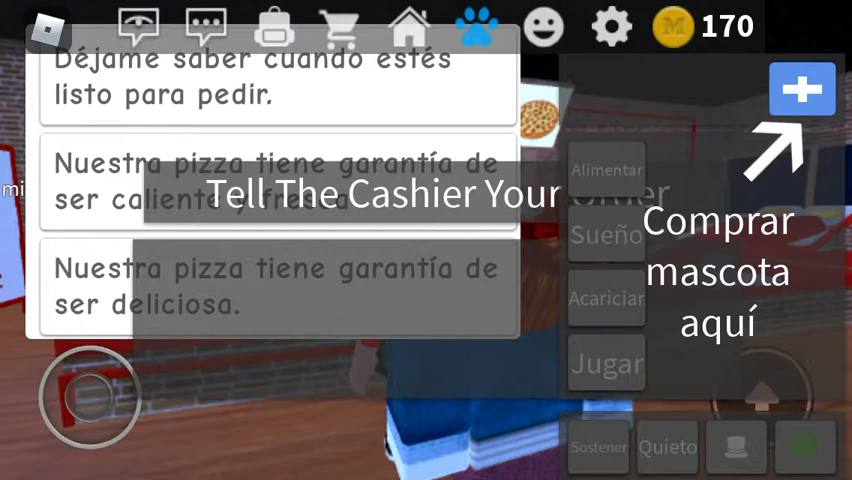 170
Déjame saber cuando estés
listo para pedir.
Nuestra pizza tiene garantía de
ser caliente y fresca.
Nuestra pizza tiene garantía de
ser deliciosa.
Tell The Cashier Your Order
Alimentar
Sueño
Acariciar
Jugar
Comprar
mascota
aquí
Sostener
Quieto
mi